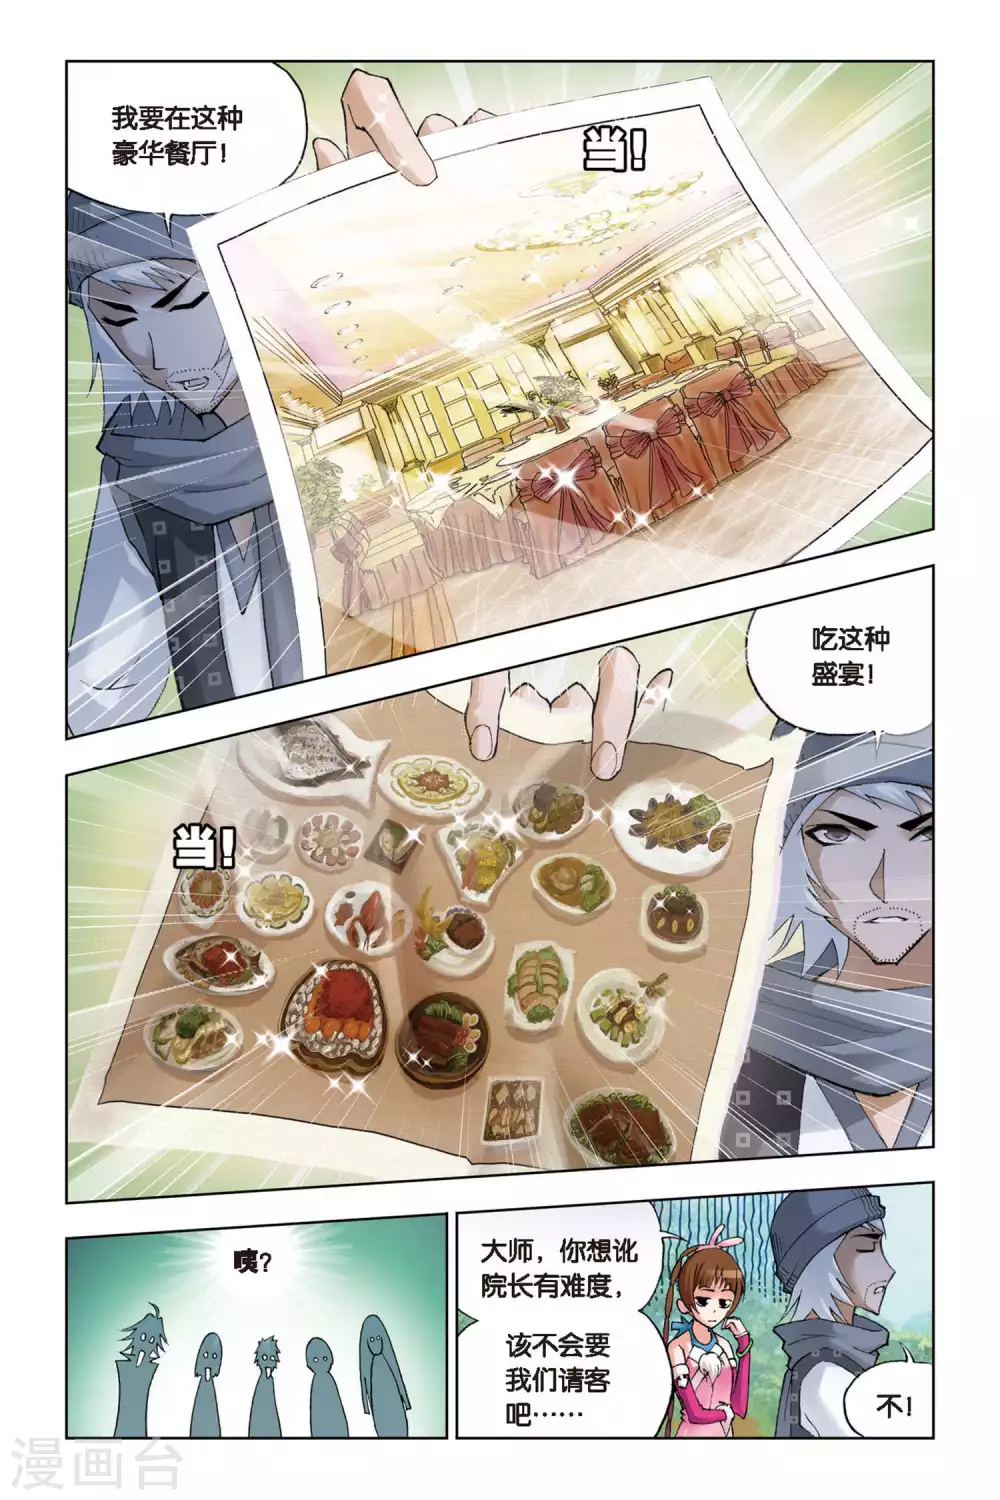 我要在这种
豪华餐厅！
当！
吃这种
盛宴！
当！
咦？
大师，你想讹
院长有难度，
该不会要
我们请客
吧……
不！
漫画台